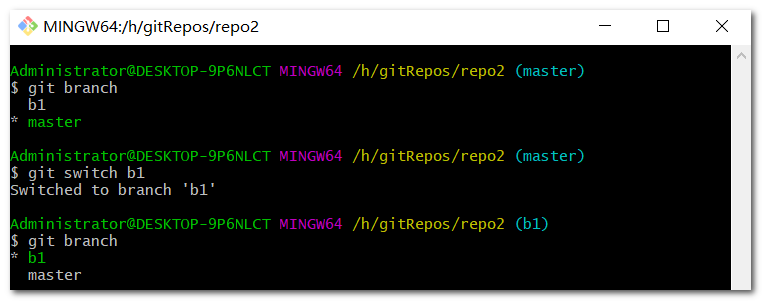 MINGW64:/h/gitRepos/repo2
Administrator@DESKTOP-9P6NLCT MINGW64 /h/gitRepos/repo2 (master)
$ git branch
  b1
* master
Administrator@DESKTOP-9P6NLCT MINGW64 /h/gitRepos/repo2 (master)
$ git switch b1
Switched to branch 'b1'
Administrator@DESKTOP-9P6NLCT MINGW64 /h/gitRepos/repo2 (b1)
$ git branch
* b1
  master